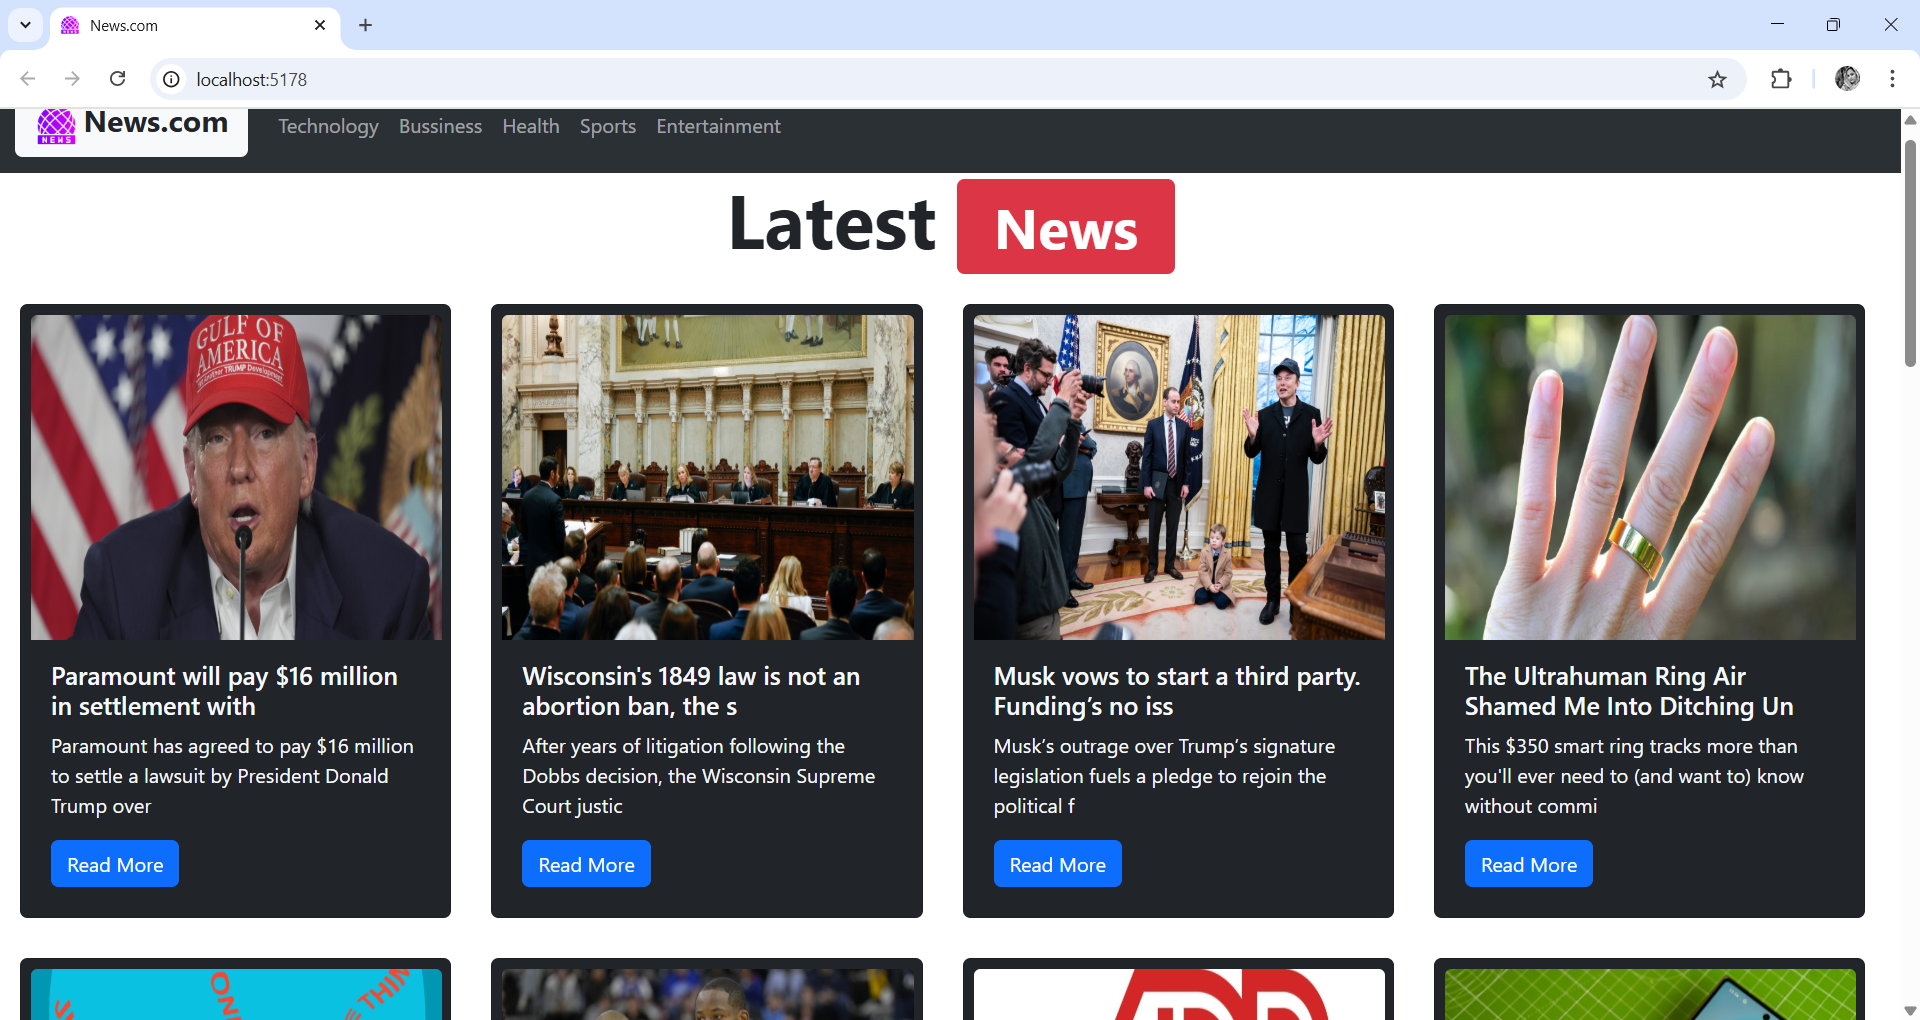 News.com
localhost:5178
NEWS
News.com
Technology
Bussiness
Health
Sports
Entertainment
Latest
News
GULF OF
AMERICA
Paramount will pay $16 million
in settlement with
Paramount has agreed to pay $16 million
to settle a lawsuit by President Donald
Trump over
Read More
Wisconsin's 1849 law is not an
abortion ban, the s
After years of litigation following the
Dobbs decision, the Wisconsin Supreme
Court justic
Read More
Musk vows to start a third party.
Funding’s no iss
Musk’s outrage over Trump’s signature
legislation fuels a pledge to rejoin the
political f
Read More
The Ultrahuman Ring Air
Shamed Me Into Ditching Un
This $350 smart ring tracks more than
you'll ever need to (and want to) know
without commi
Read More